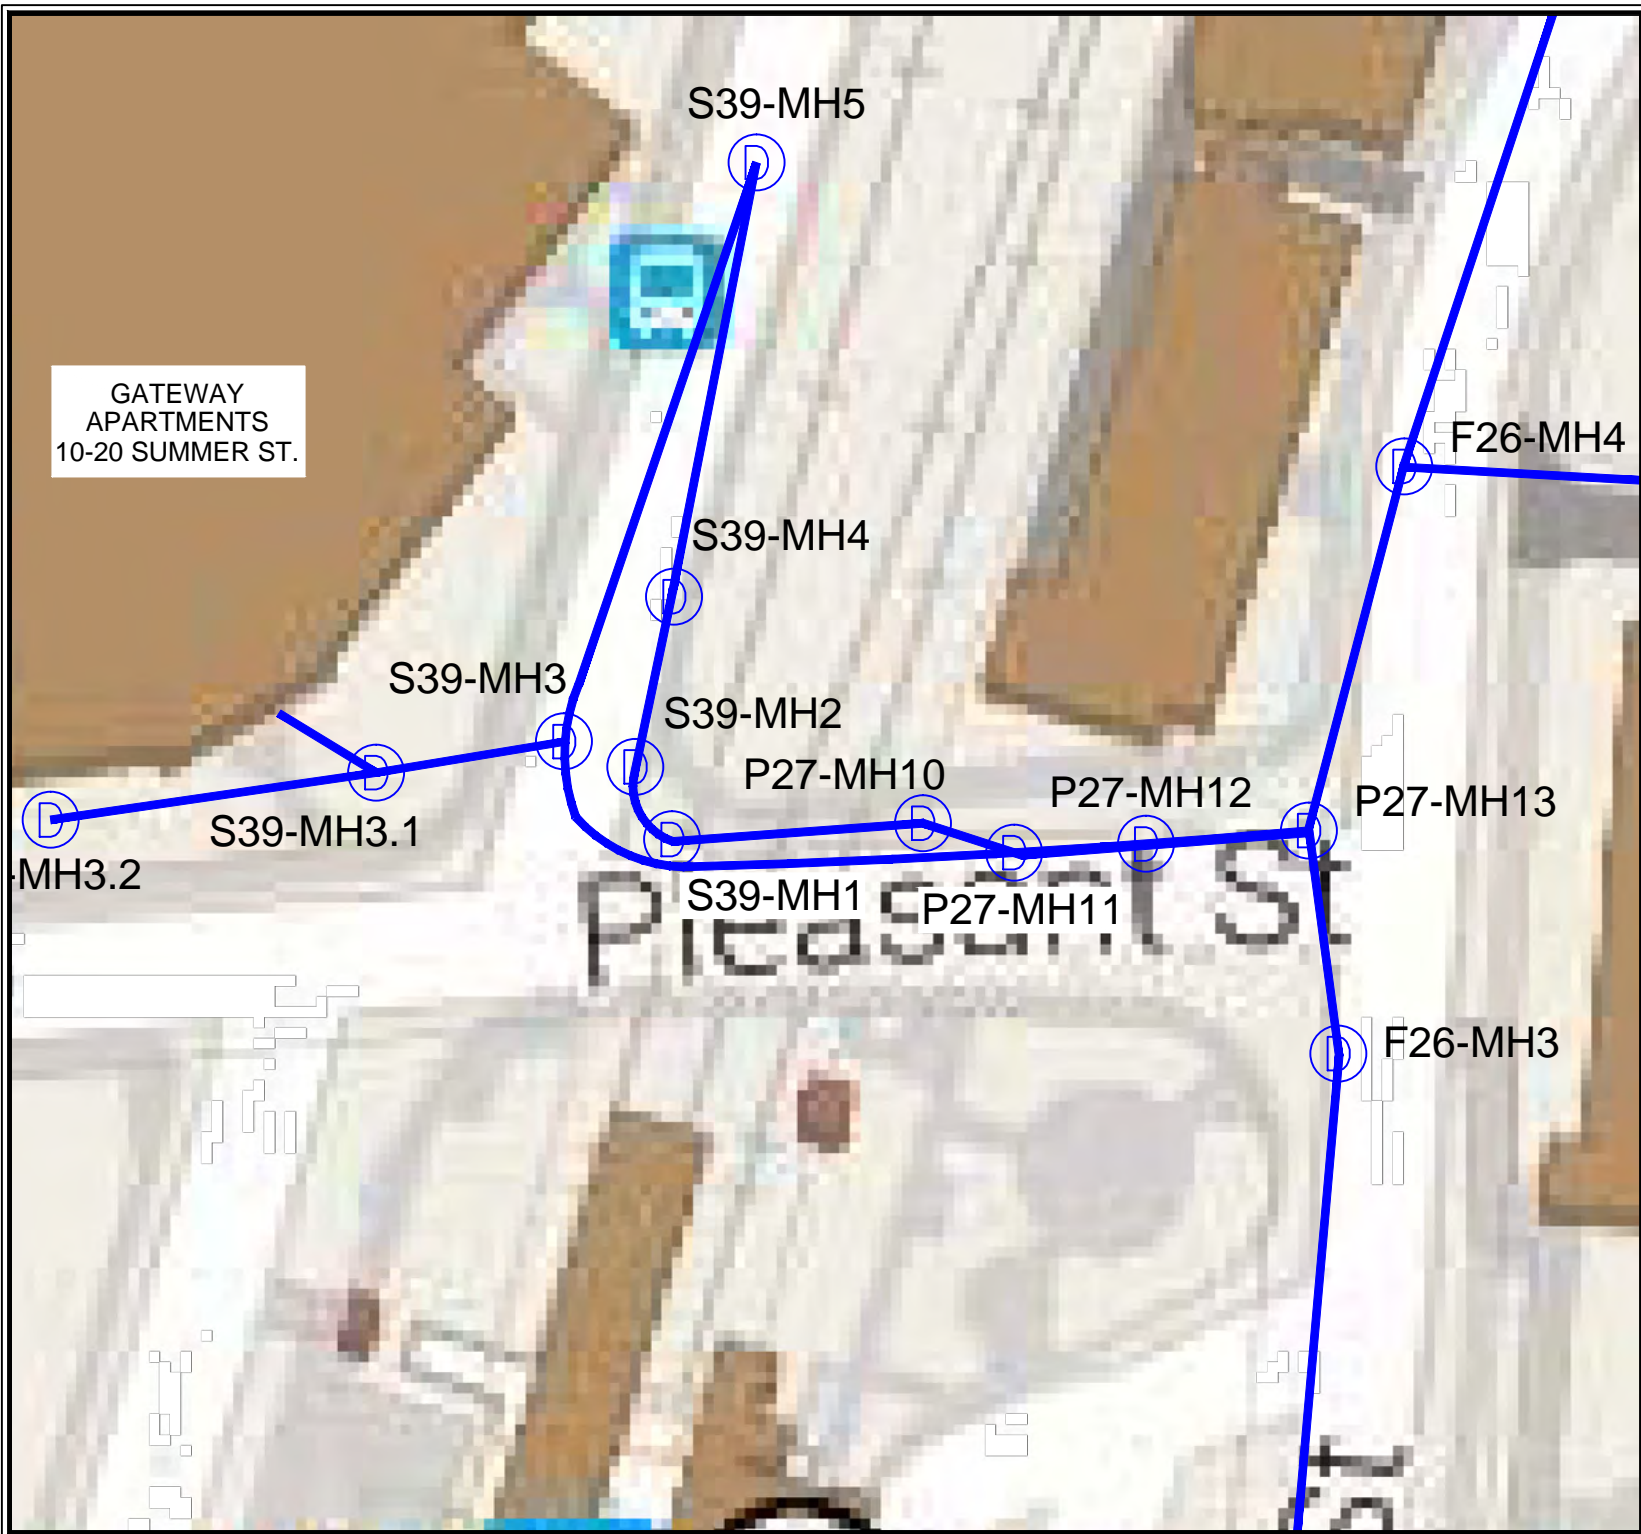 S39-MH5
GATEWAY
APARTMENTS
10-20 SUMMER ST.
F26-MH4
S39-MH4
S39-MH3
S39-MH2
P27-MH10
P27-MH12
P27-MH13
S39-MH3.1
-MH3.2
S39-MH1
P27-MH11
Pleasant St
F26-MH3
St
D
D
D
D
D
D
D
D
D
D
D
D
D